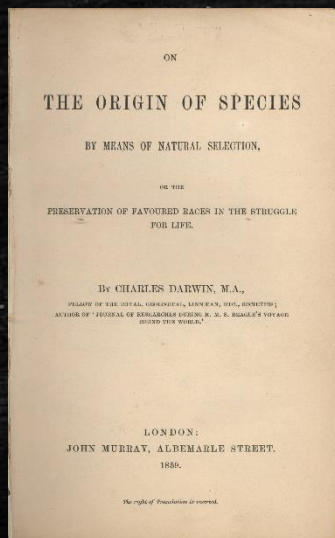 ON
THE ORIGIN OF SPECIES
BY MEANS OF NATURAL SELECTION,
OR THE
PRESERVATION OF FAVOURED RACES IN THE STRUGGLE
FOR LIFE.
BY CHARLES DARWIN, M.A.,
FELLOW OF THE ROYAL, GEOLOGICAL, LINNÆAN, ETC., SOCIETIES;
AUTHOR OF 'JOURNAL OF RESEARCHES DURING H. M. S. BEAGLE'S VOYAGE
ROUND THE WORLD.'
LONDON:
JOHN MURRAY, ALBEMARLE STREET.
1859.
The right of Translation is reserved.